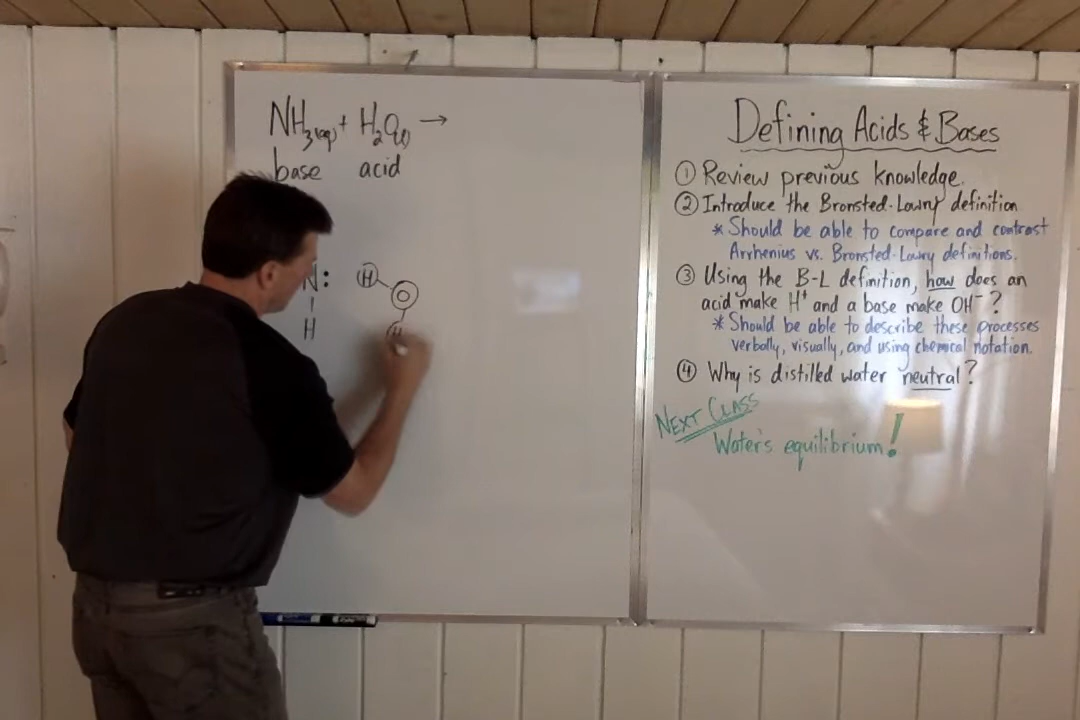 NH3(aq) + H2O(l) →
base acid
N:
H
H
O
H
Defining Acids & Bases
① Review previous knowledge.
② Introduce the Bronsted-Lowry definition
* Should be able to compare and contrast
Arrhenius vs. Bronsted-Lowry definitions.
③ Using the B-L definition, how does an
acid make H⁺ and a base make OH⁻?
* Should be able to describe these processes
verbally, visually, and using chemical notation.
④ Why is distilled water neutral?
NEXT CLASS
Water's equilibrium!